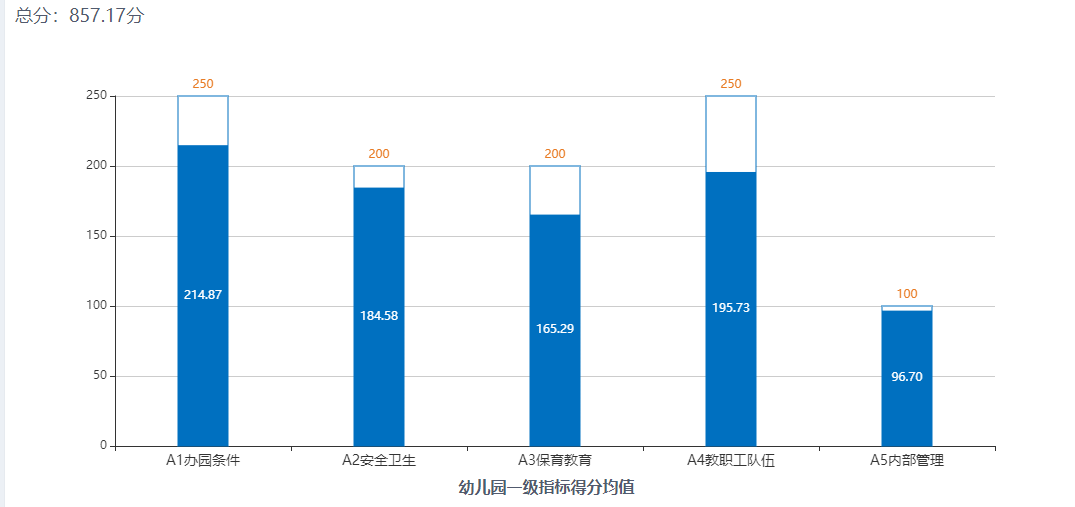 总分：857.17分
250
250
250
200
200
200
150
100
100
50
0
214.87
184.58
165.29
195.73
96.70
A1办园条件
A2安全卫生
A3保育教育
A4教职工队伍
A5内部管理
幼儿园一级指标得分均值